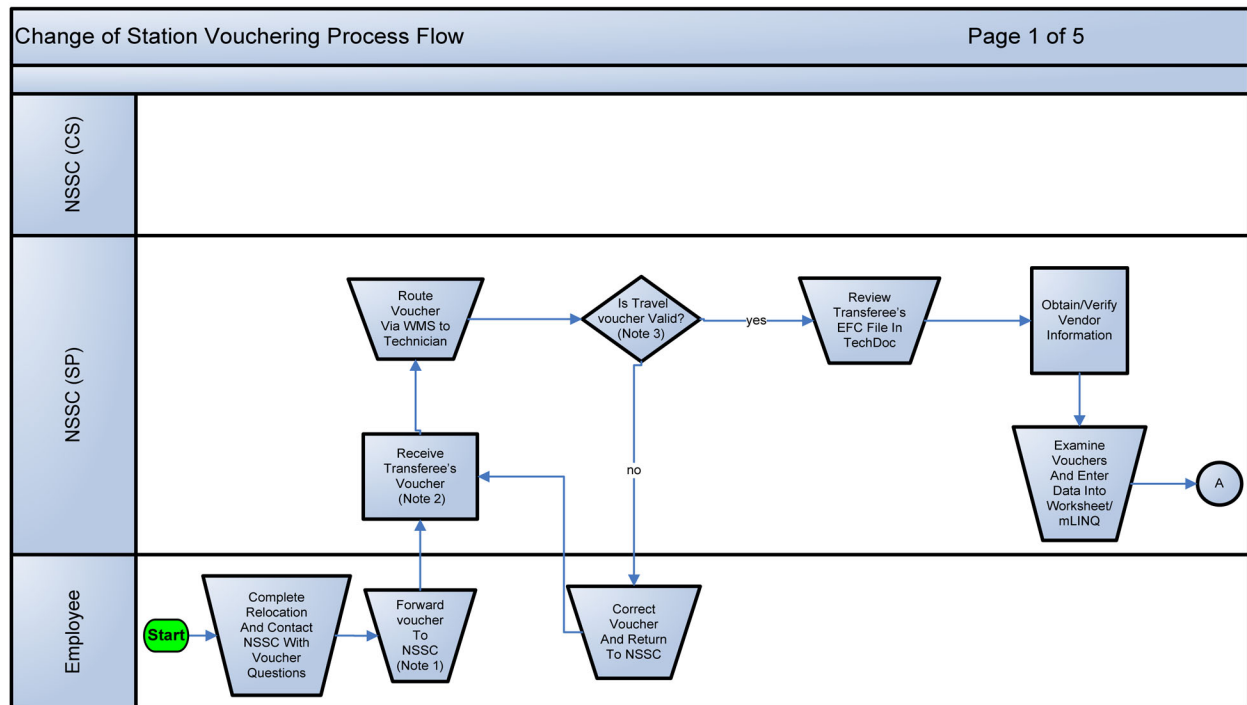 Change of Station Vouchering Process Flow
Page 1 of 5
NSSC (CS)
NSSC (SP)
Route
Voucher
Via WMS to
Technician
Is Travel
voucher Valid?
(Note 3)
yes
Review
Transferee's
EFC File In
TechDoc
Obtain/Verify
Vendor
Information
Receive
Transferee's
Voucher
(Note 2)
no
Examine
Vouchers
And Enter
Data Into
Worksheet/
mLINQ
A
Employee
Start
Complete
Relocation
And Contact
NSSC With
Voucher
Questions
Forward
voucher
To
NSSC
(Note 1)
Correct
Voucher
And Return
To NSSC